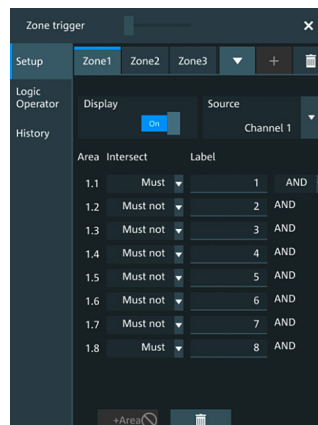 Zone trigger
Setup
Logic
Operator
History
Zone1 Zone2 Zone3
Display
On
Source
Channel 1
Area Intersect Label
1.1 Must 1 AND
1.2 Must not 2 AND
1.3 Must not 3 AND
1.4 Must not 4 AND
1.5 Must not 5 AND
1.6 Must not 6 AND
1.7 Must not 7 AND
1.8 Must 8 AND
+Area